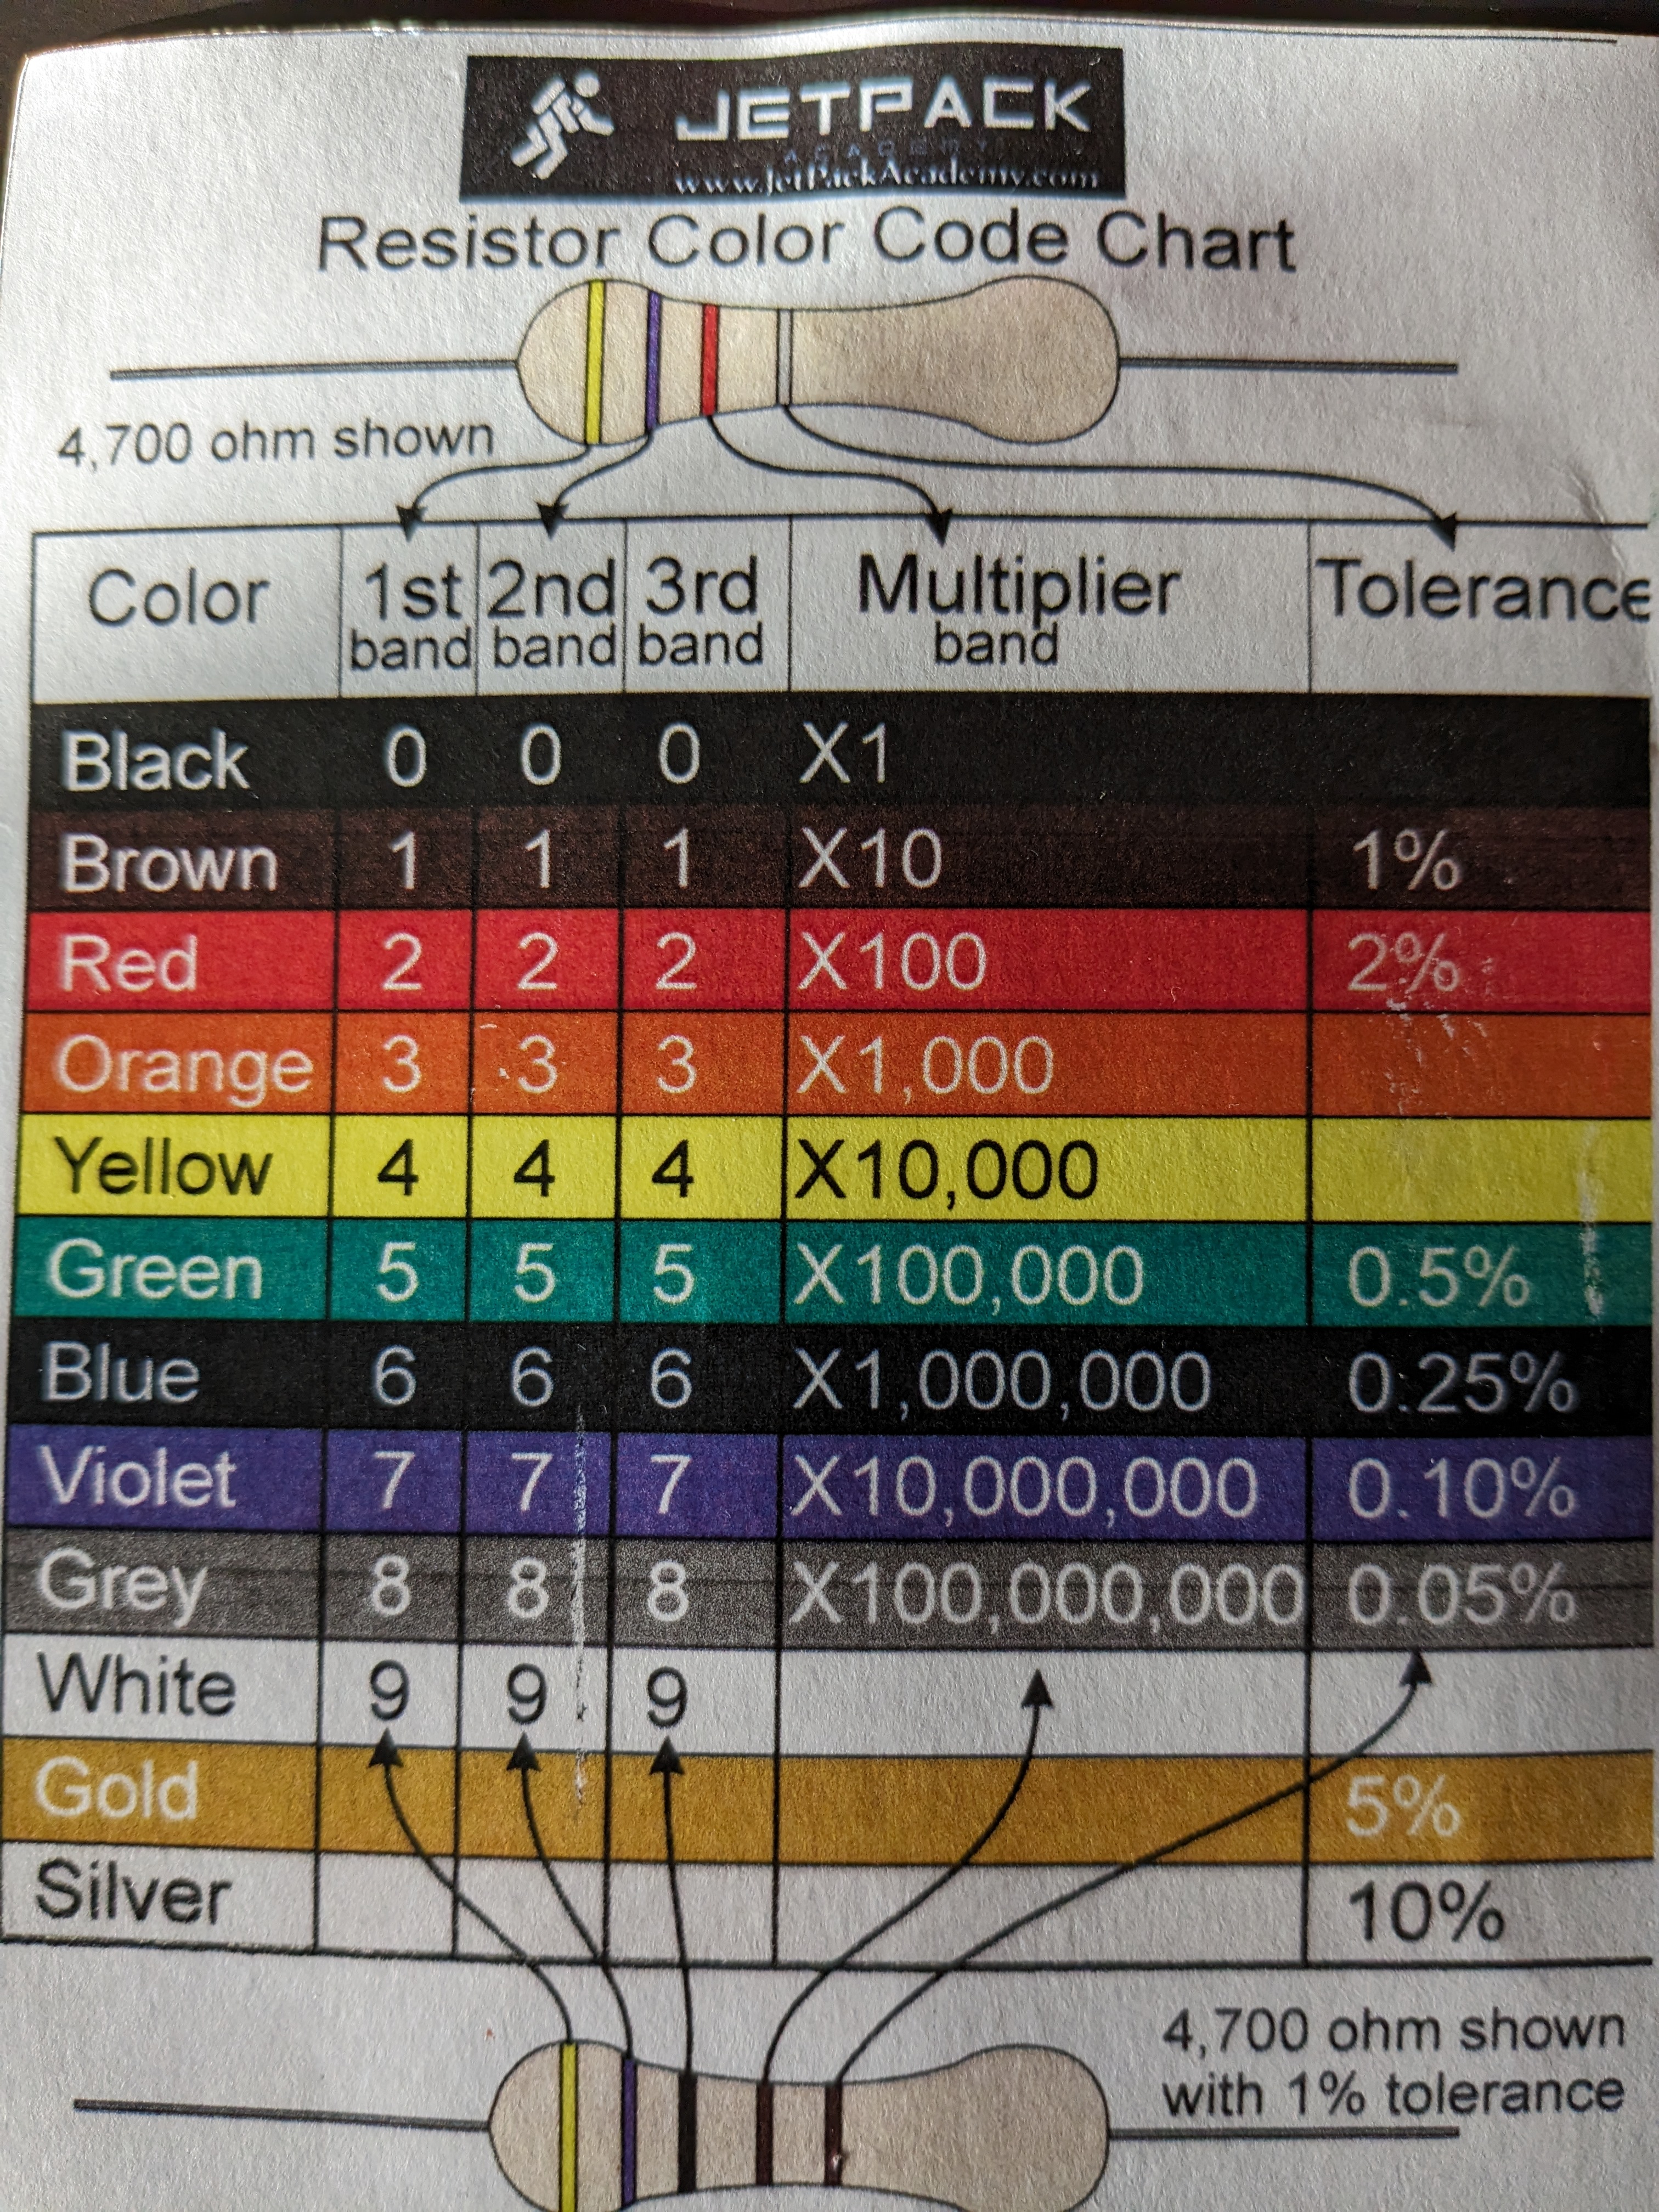 JETPACK
ACADEMY
www.JetPackAcademy.com
Resistor Color Code Chart
4,700 ohm shown
Color 1st band 2nd band 3rd band Multiplier band Tolerance
Black 0 0 0 X1
Brown 1 1 1 X10 1%
Red 2 2 2 X100 2%
Orange 3 3 3 X1,000
Yellow 4 4 4 X10,000
Green 5 5 5 X100,000 0.5%
Blue 6 6 6 X1,000,000 0.25%
Violet 7 7 7 X10,000,000 0.10%
Grey 8 8 8 X100,000,000 0.05%
White 9 9 9
Gold 5%
Silver 10%
4,700 ohm shown
with 1% tolerance